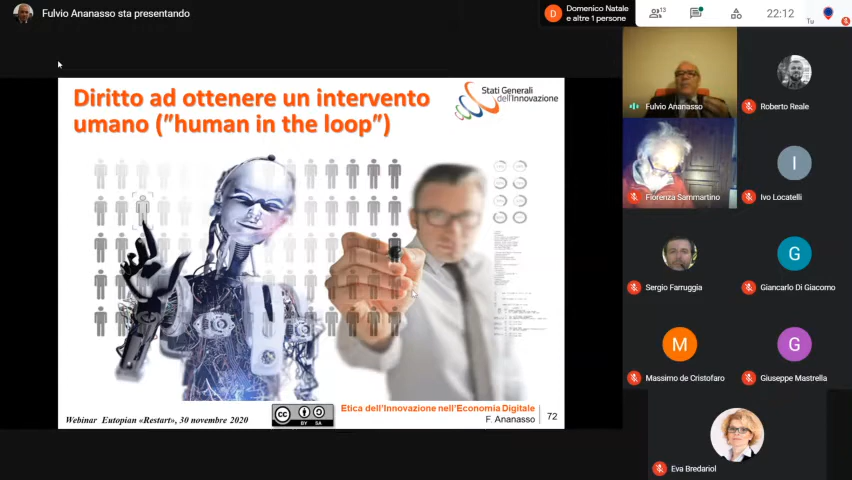 Fulvio Ananasso sta presentando
D
Domenico Natale
e altre 1 persone
13
22:12
Tu
Diritto ad ottenere un intervento
umano ("human in the loop")
Stati Generali
dell'Innovazione
Webinar Eutopian «Restart», 30 novembre 2020
CC BY SA
Etica dell'Innovazione nell'Economia Digitale
F. Ananasso
72
Fulvio Ananasso
Roberto Reale
Fiorenza Sammartino
I
Ivo Locatelli
Sergio Farruggia
G
Giancarlo Di Giacomo
M
Massimo de Cristofaro
G
Giuseppe Mastrella
Eva Bredariol